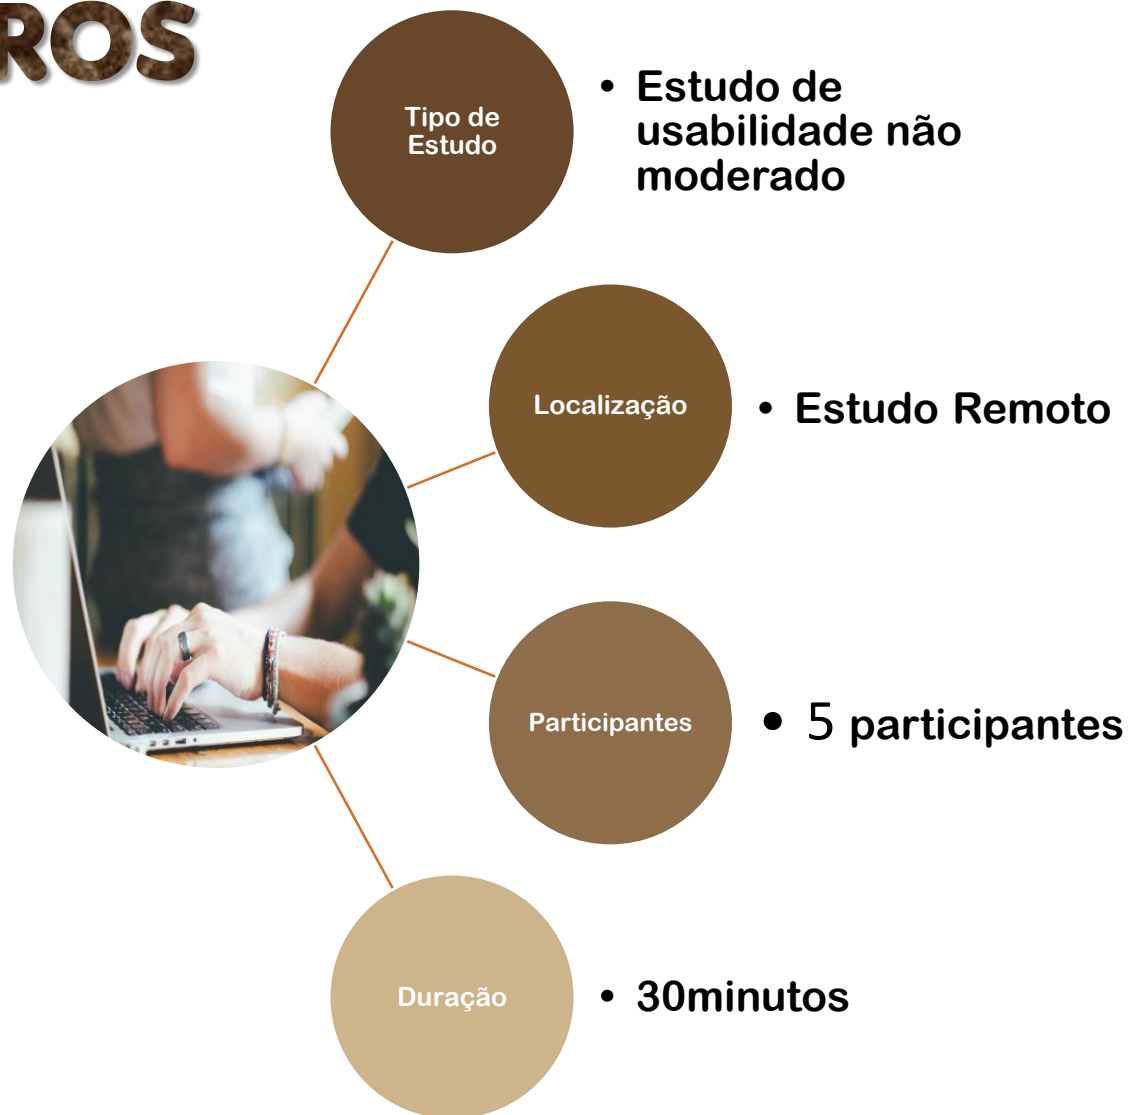 ROS
Tipo de
Estudo
• Estudo de
usabilidade não
moderado
Localização
• Estudo Remoto
Participantes
• 5 participantes
Duração
• 30minutos